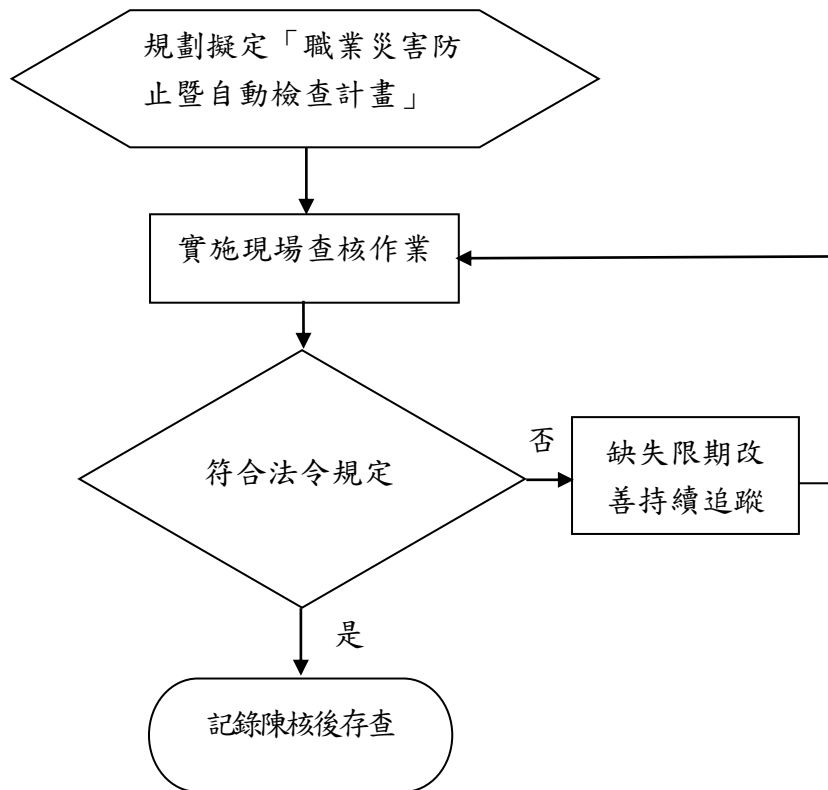 規劃擬定「職業災害防
止暨自動檢查計畫」
實施現場查核作業
符合法令規定
否
缺失限期改
善持續追蹤
是
記錄陳核後存查